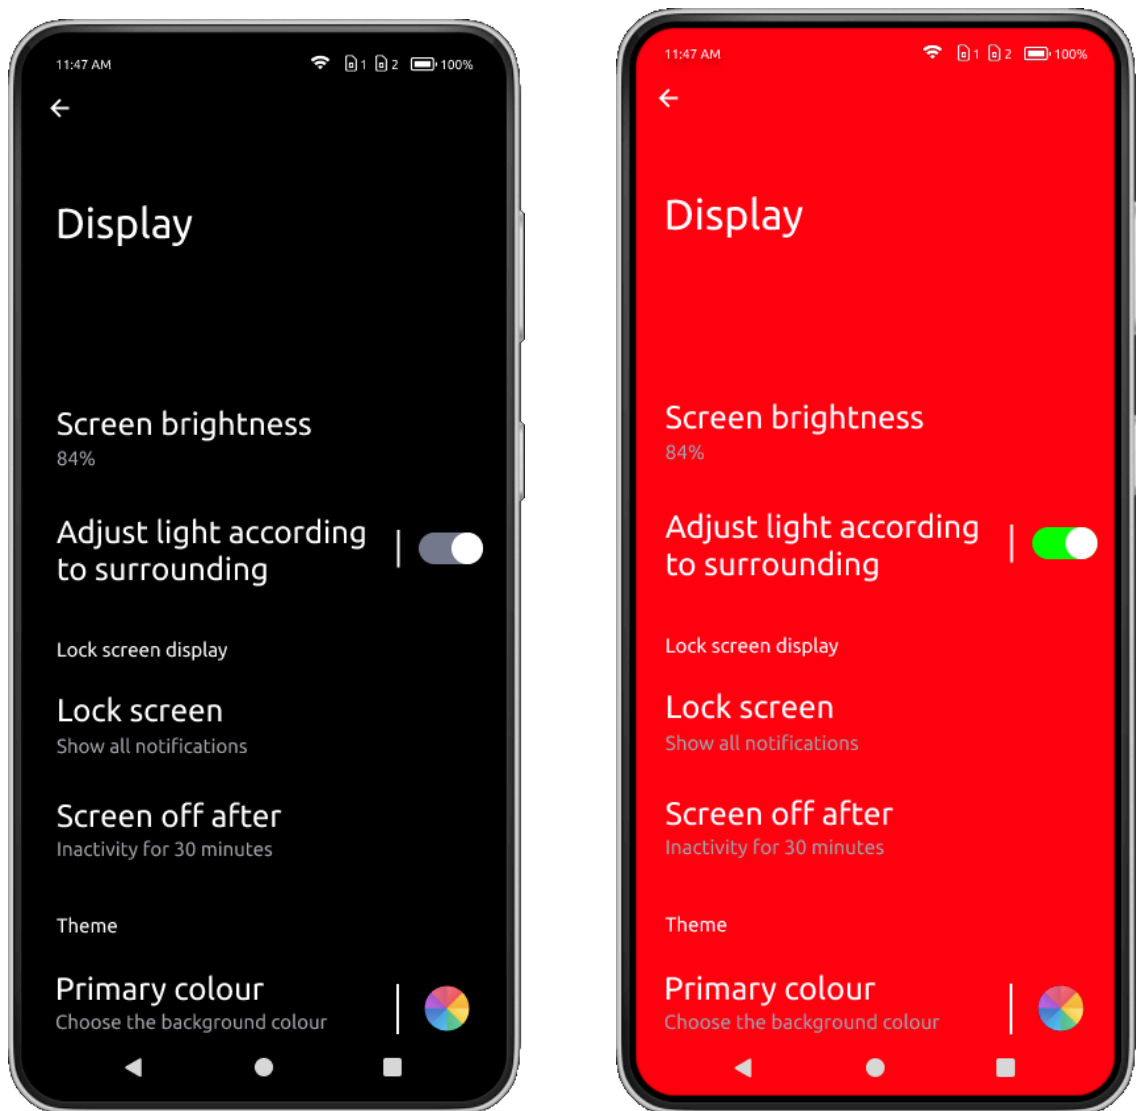 11:47 AM 1 2 100%
Display
Screen brightness
84%
Adjust light according
to surrounding
Lock screen display
Lock screen
Show all notifications
Screen off after
Inactivity for 30 minutes
Theme
Primary colour
Choose the background colour
11:47 AM 1 2 100%
Display
Screen brightness
84%
Adjust light according
to surrounding
Lock screen display
Lock screen
Show all notifications
Screen off after
Inactivity for 30 minutes
Theme
Primary colour
Choose the background colour